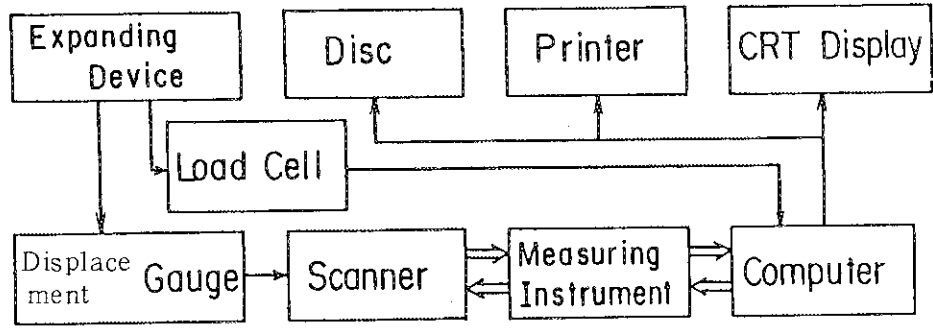 Expanding
Device
Disc
Printer
CRT Display
Load Cell
Displace
ment
Gauge
Scanner
Measuring
Instrument
Computer